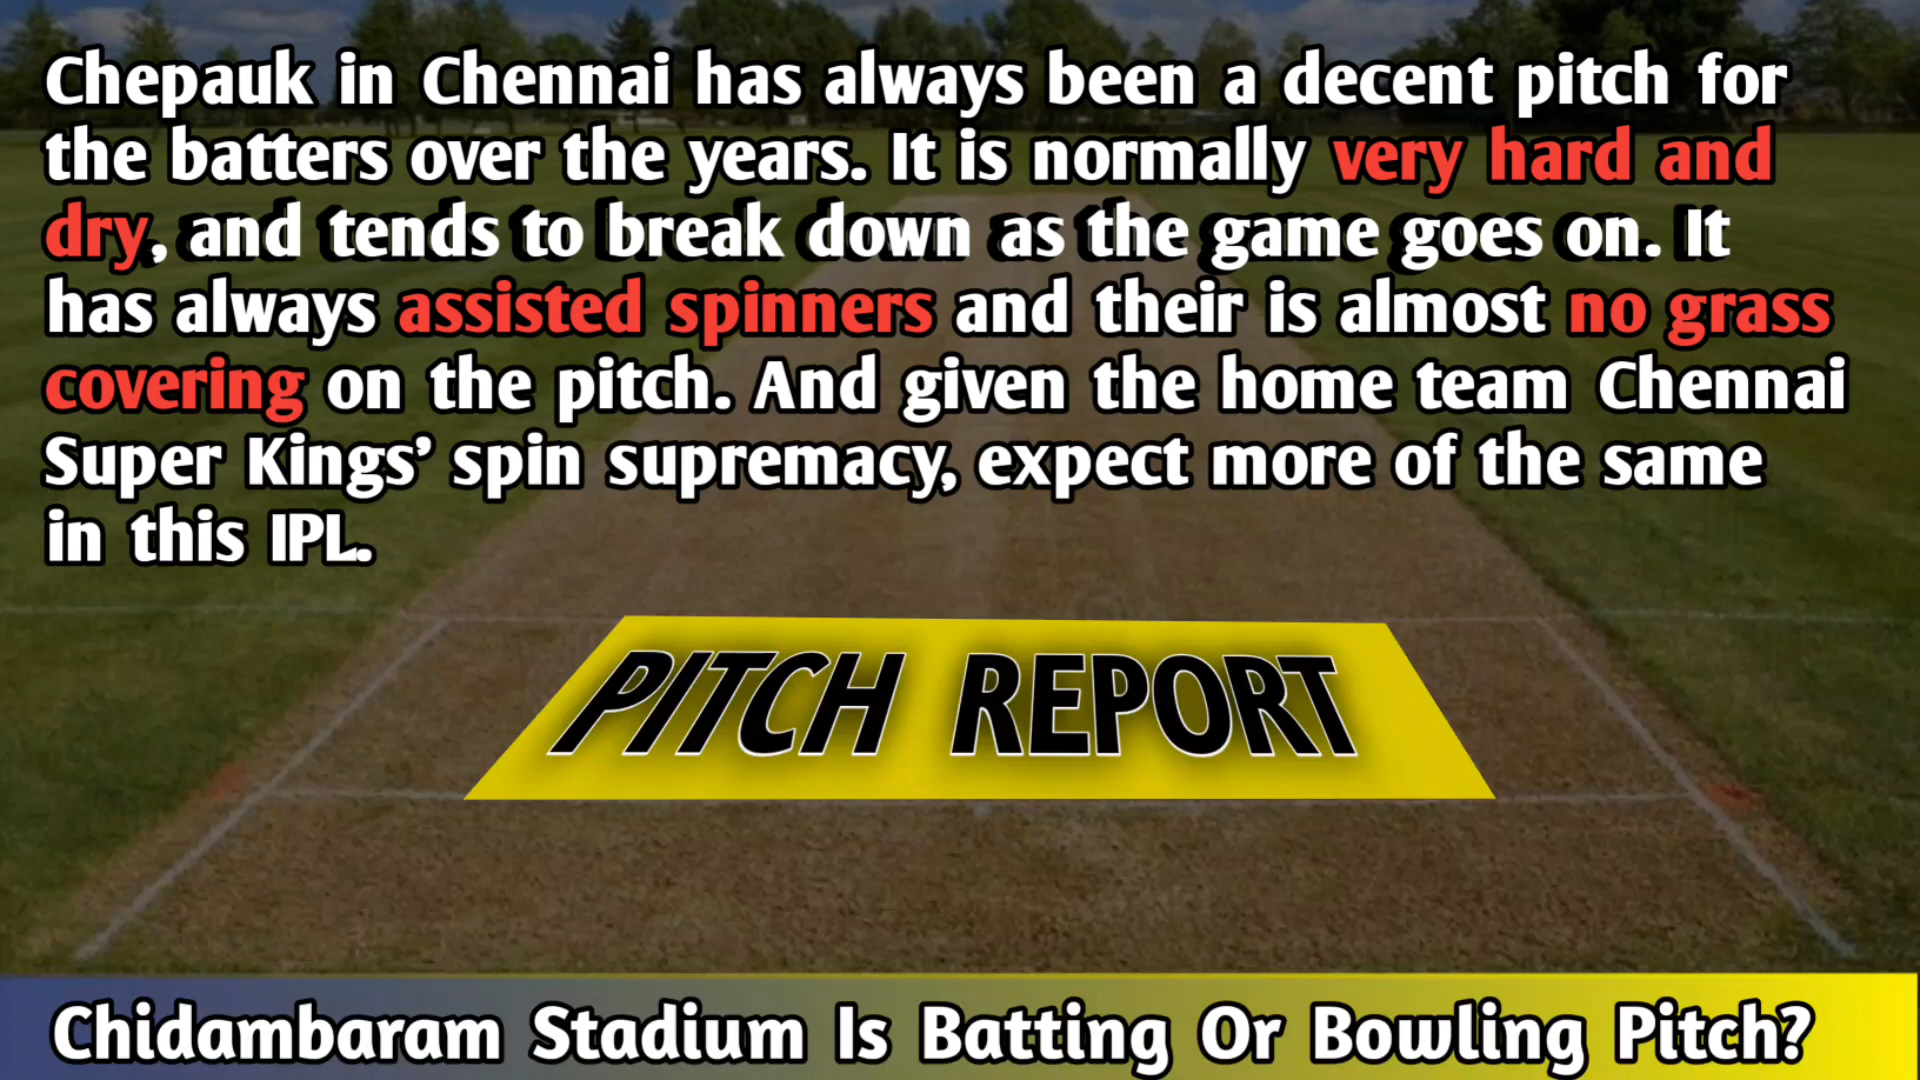 Chepauk in Chennai has always been a decent pitch for
the batters over the years. It is normally very hard and
dry, and tends to break down as the game goes on. It
has always assisted spinners and their is almost no grass
covering on the pitch. And given the home team Chennai
Super Kings’ spin supremacy, expect more of the same
in this IPL.
PITCH REPORT
Chidambaram Stadium Is Batting Or Bowling Pitch?